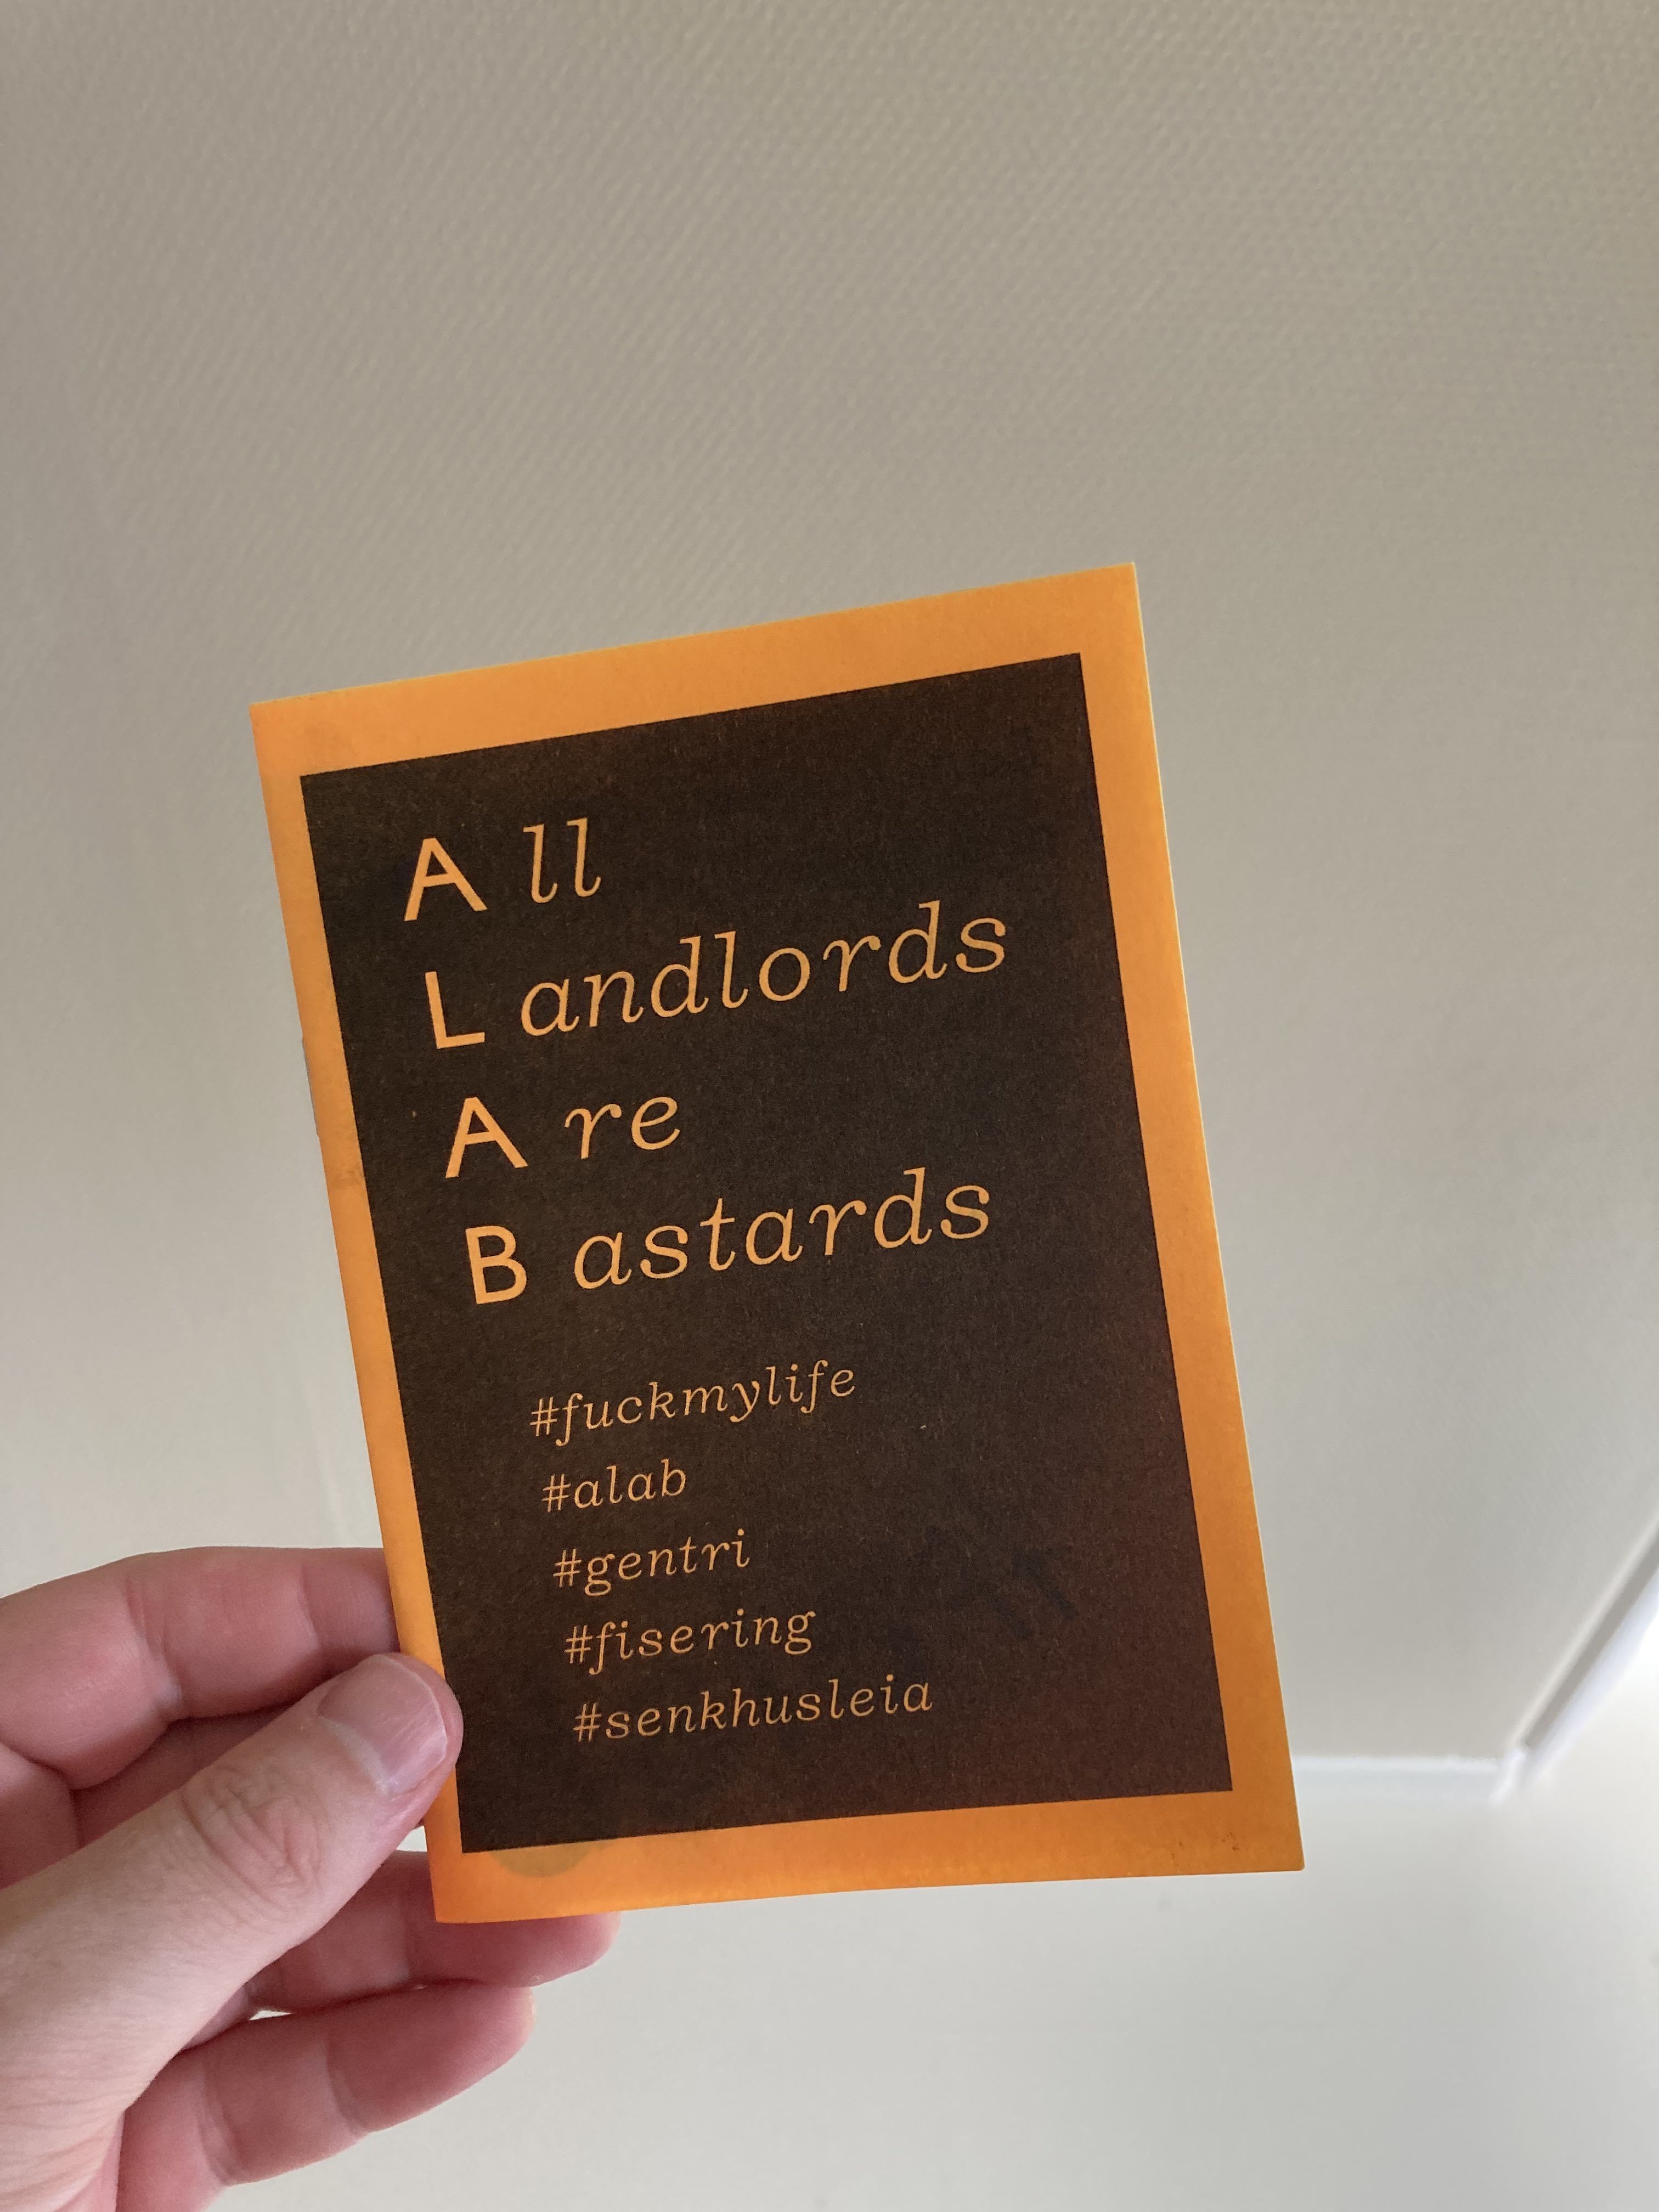 All
Landlords
Are
Bastards
#fuckmylife
#alab
#gentri
#fisering
#senkhusleia